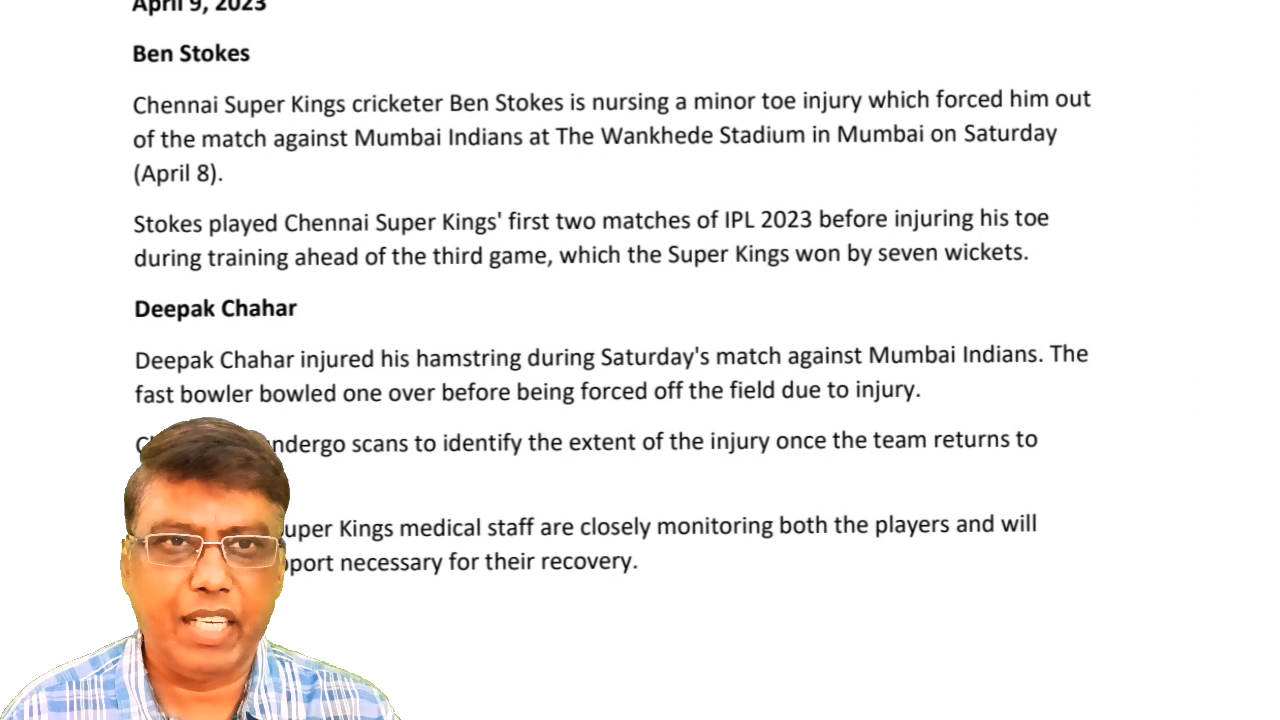 April 9, 2023
Ben Stokes
Chennai Super Kings cricketer Ben Stokes is nursing a minor toe injury which forced him out
of the match against Mumbai Indians at The Wankhede Stadium in Mumbai on Saturday
(April 8).
Stokes played Chennai Super Kings' first two matches of IPL 2023 before injuring his toe
during training ahead of the third game, which the Super Kings won by seven wickets.
Deepak Chahar
Deepak Chahar injured his hamstring during Saturday's match against Mumbai Indians. The
fast bowler bowled one over before being forced off the field due to injury.
scans to identify the extent of the injury once the team returns to
Kings medical staff are closely monitoring both the players and will
necessary for their recovery.